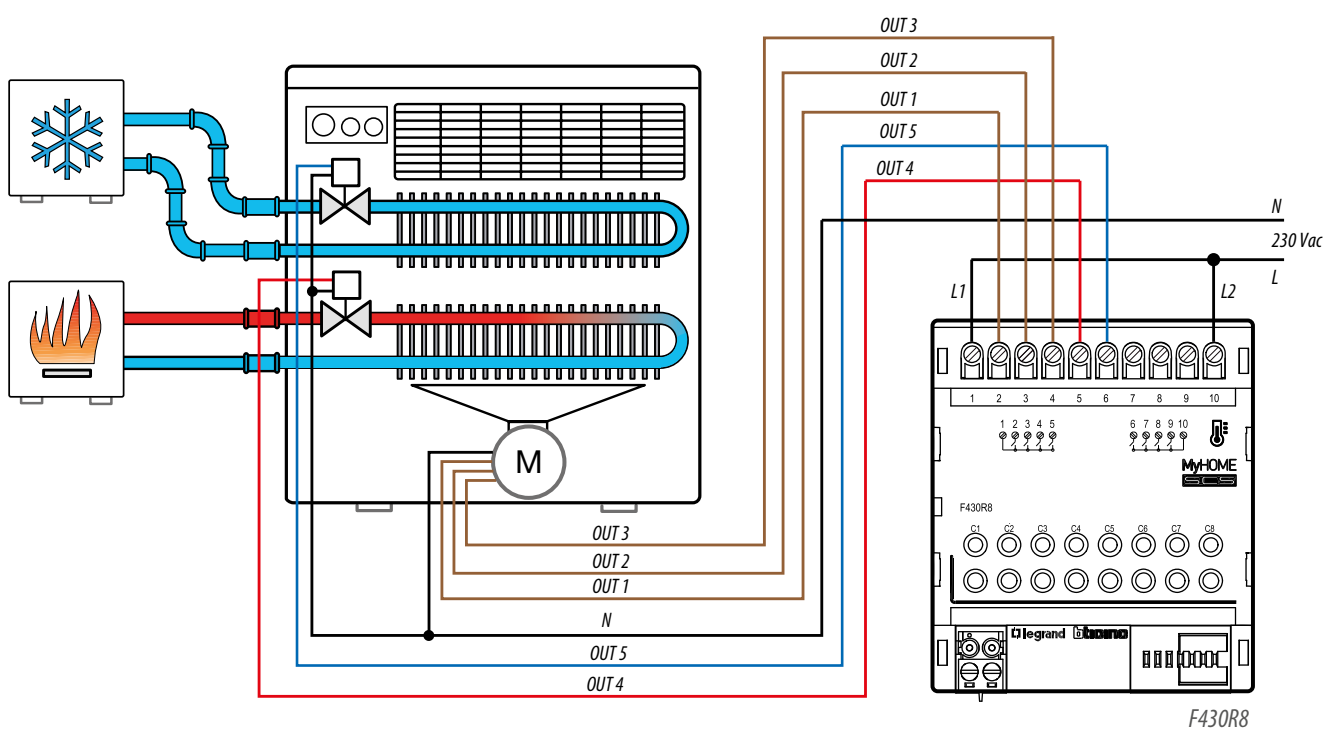 OUT 3
OUT 2
OUT 1
OUT 5
OUT 4
N
230 Vac
L
L1
L2
1 2 3 4 5 6 7 8 9 10
1 2 3 4 5
6 7 8 9 10
MyHOME
SCS
F430R8
C1 C2 C3 C4 C5 C6 C7 C8
M
OUT 3
OUT 2
OUT 1
N
OUT 5
OUT 4
legrand bticino
F430R8